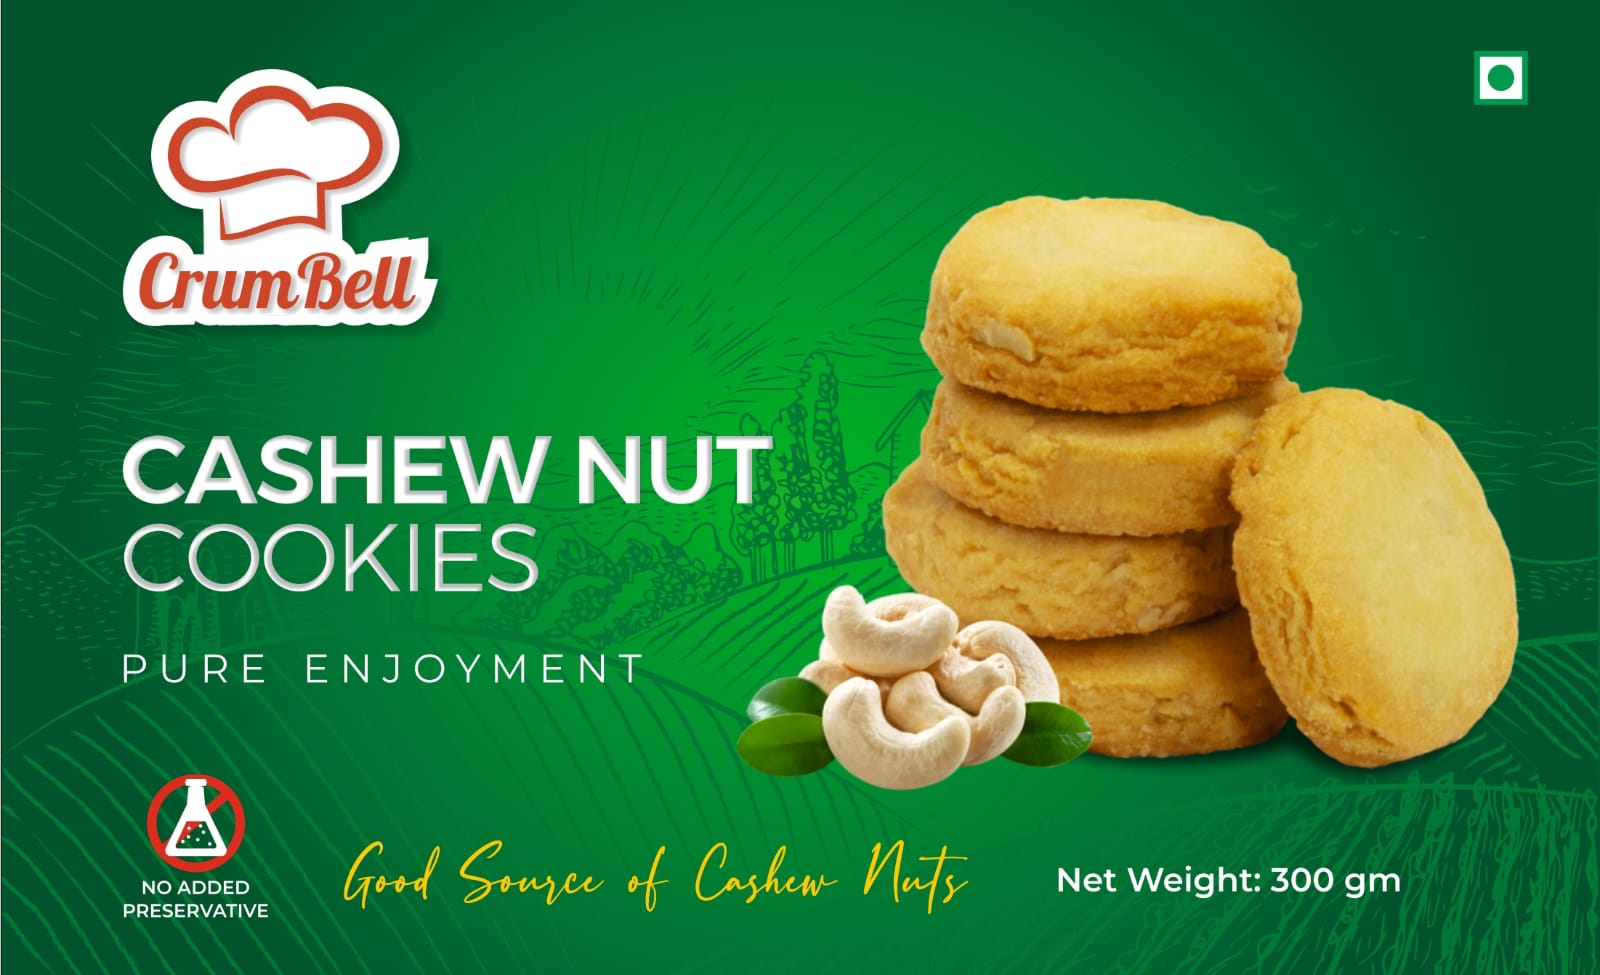 CrumBell
CASHEW NUT
COOKIES
PURE ENJOYMENT
NO ADDED
PRESERVATIVE
Good Source of Cashew Nuts
Net Weight: 300 gm